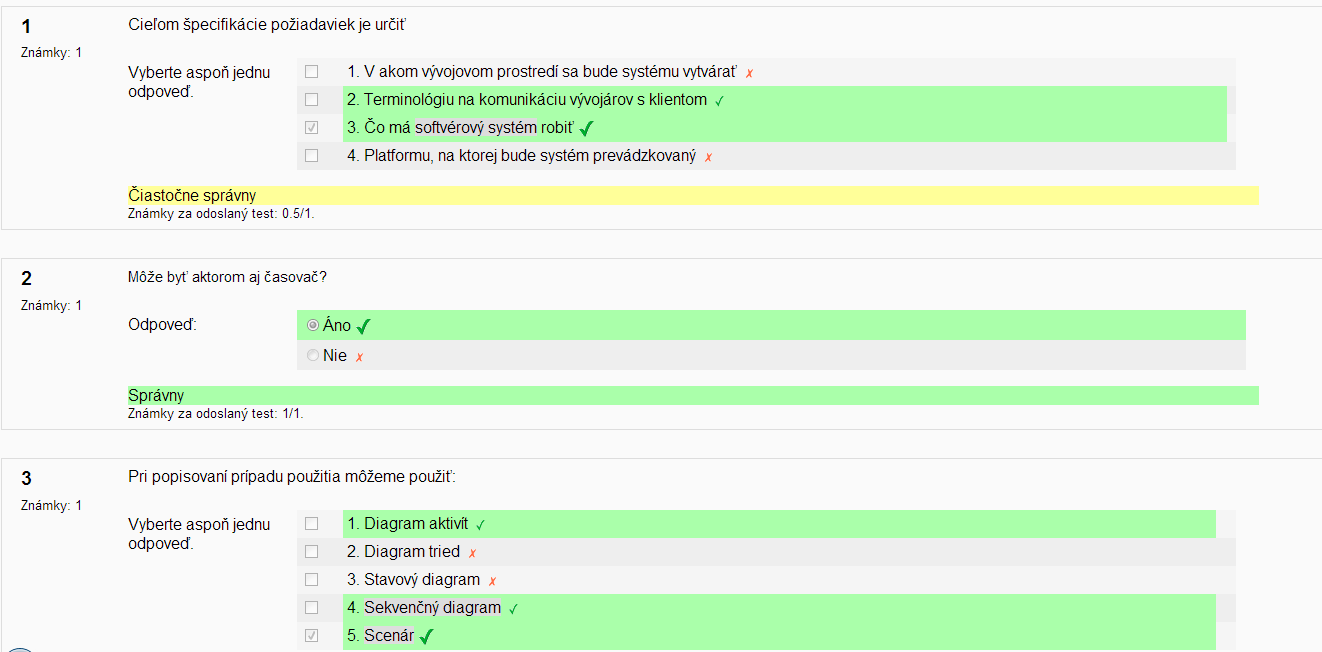 1
Známky: 1
Cieľom špecifikácie požiadaviek je určiť
Vyberte aspoň jednu
odpoveď.
1. V akom vývojovom prostredí sa bude systému vytvárať ✗
2. Terminológiu na komunikáciu vývojárov s klientom ✓
3. Čo má softvérový systém robiť ✓
4. Platformu, na ktorej bude systém prevádzkovaný ✗
Čiastočne správny
Známky za odoslaný test: 0.5/1.
2
Známky: 1
Môže byť aktorom aj časovač?
Odpoveď:
Áno ✓
Nie ✗
Správny
Známky za odoslaný test: 1/1.
3
Známky: 1
Pri popisovaní prípadu použitia môžeme použiť:
Vyberte aspoň jednu
odpoveď.
1. Diagram aktivít ✓
2. Diagram tried ✗
3. Stavový diagram ✗
4. Sekvenčný diagram ✓
5. Scenár ✓